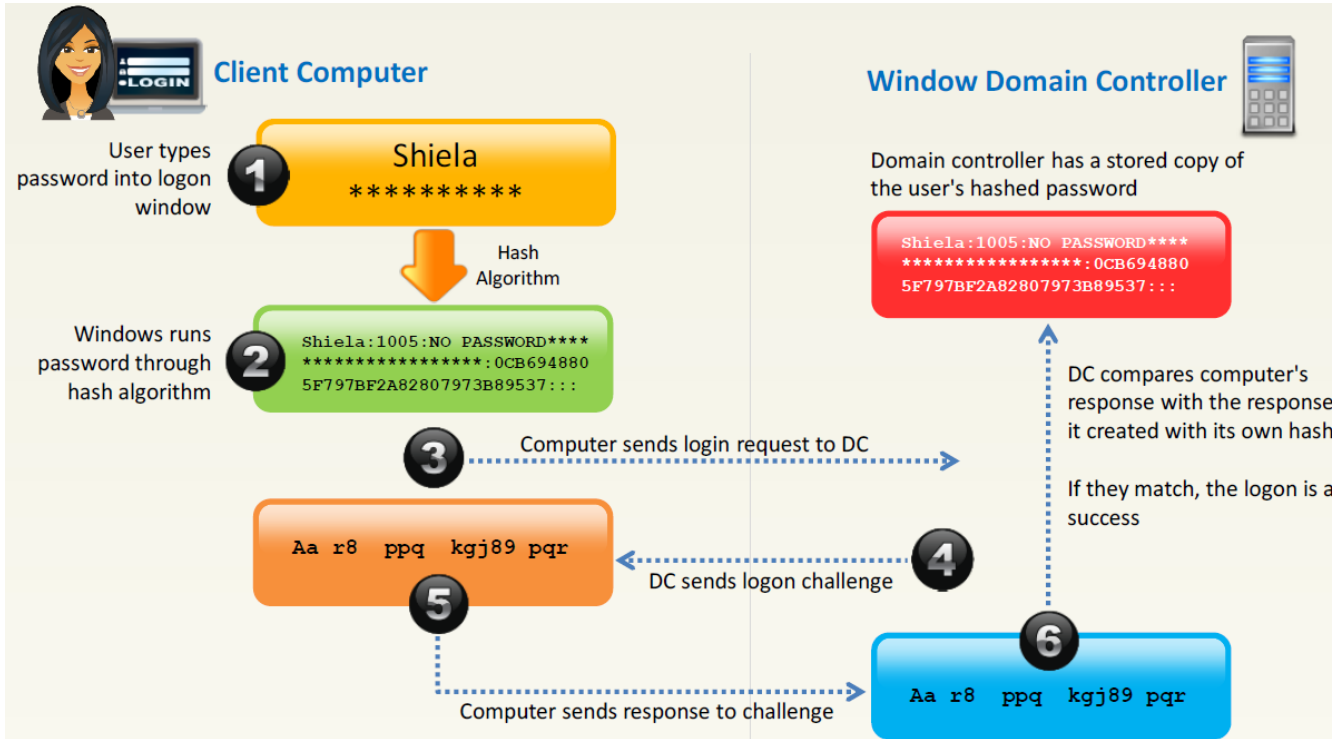 LOGIN
Client Computer
Window Domain Controller
User types
password into logon
window
1
Shiela
**********
Hash
Algorithm
Domain controller has a stored copy of
the user's hashed password
Shiela:1005:NO PASSWORD****
*****************:0CB694880
5F797BF2A82807973B89537:::
Windows runs
password through
hash algorithm
2
Shiela:1005:NO PASSWORD****
*****************:0CB694880
5F797BF2A82807973B89537:::
DC compares computer's
response with the response
it created with its own hash
If they match, the logon is a
success
3
Computer sends login request to DC
Aa r8 ppq kgj89 pqr
4
DC sends logon challenge
5
Computer sends response to challenge
6
Aa r8 ppq kgj89 pqr